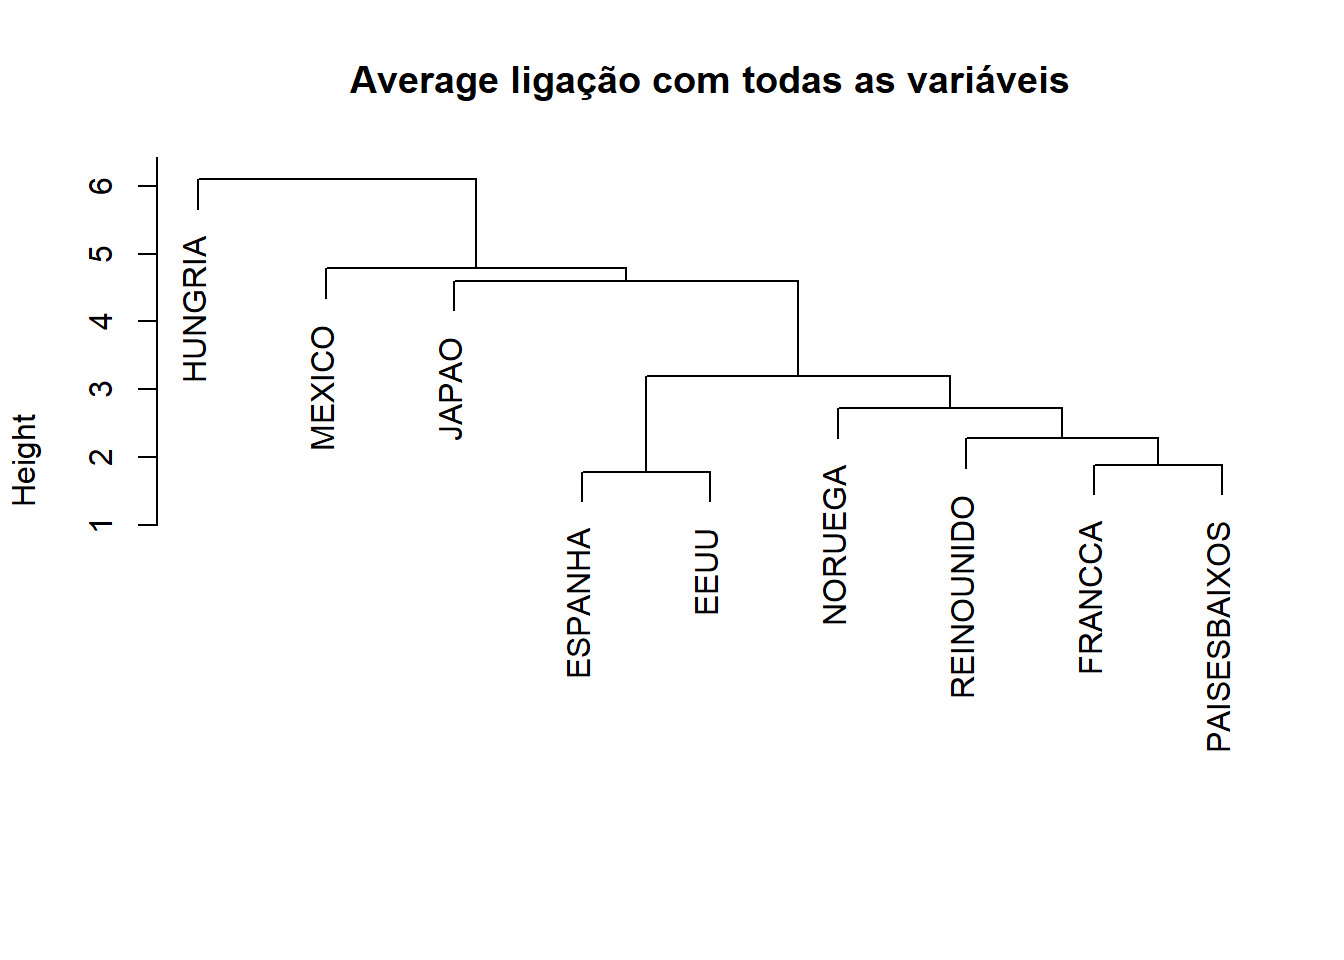 Average ligação com todas as variáveis
Height
6
5
4
3
2
1
HUNGRIA
MEXICO
JAPAO
ESPANHA
EEUU
NORUEGA
REINOUNIDO
FRANCCA
PAISESBAIXOS